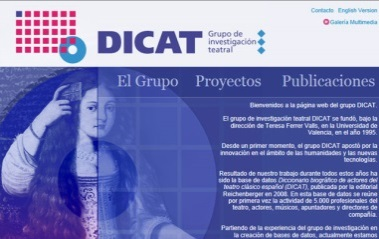 Contacto English Version
Galería Multimedia
DICAT
Grupo de
investigación
teatral
El Grupo Proyectos Publicaciones
Bienvenidos a la página web del grupo DICAT.
El grupo de investigación teatral DICAT se fundó, bajo la
dirección de Teresa Ferrer Valls, en la Universidad de
Valencia, en el año 1995.
Desde un primer momento, el grupo DICAT apostó por la
innovación en el ámbito de las humanidades y las nuevas
tecnologías.
Resultado de nuestro trabajo durante todos estos años ha
sido la base de datos Diccionario biográfico de actores del
teatro clásico español (DICAT), publicada por la editorial
Reichenberger en 2008. En esta base de datos se reúne
por primera vez la actividad de 5.000 profesionales del
teatro, actores, músicos, apuntadores y directores de
compañía.
Partiendo de la experiencia del grupo de investigación en
la creación de bases de datos, actualmente estamos